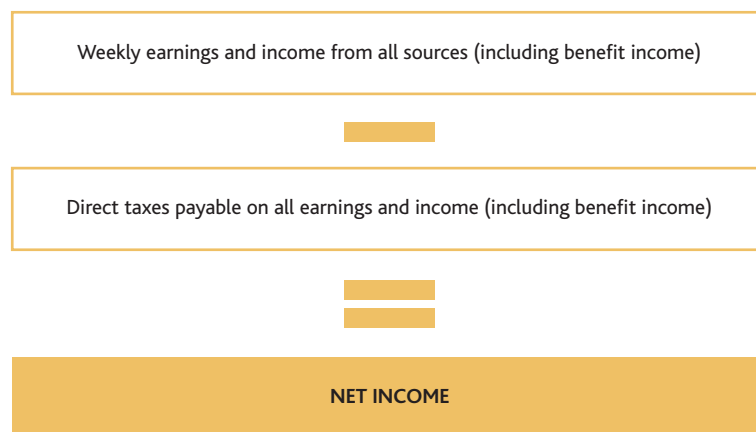 Weekly earnings and income from all sources (including benefit income)
Direct taxes payable on all earnings and income (including benefit income)
NET INCOME